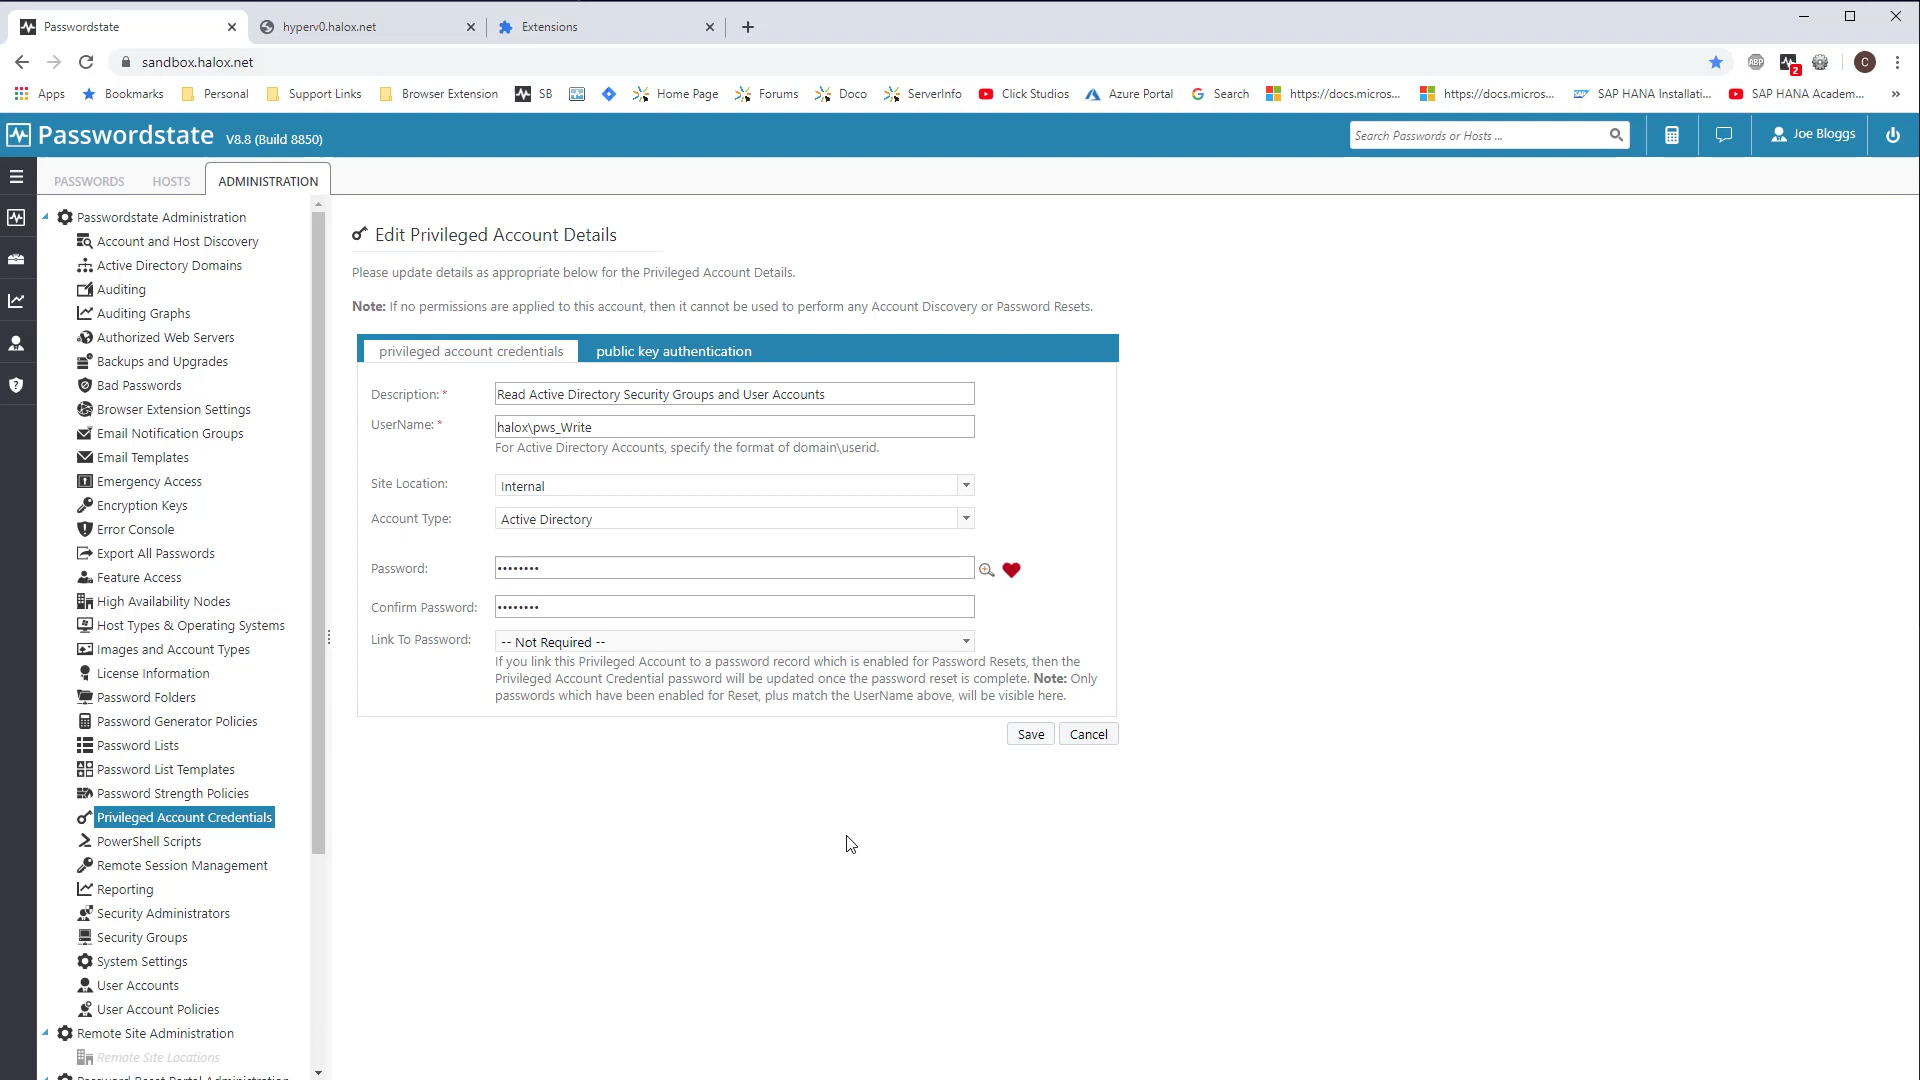 Passwordstate
hyperv0.halox.net
Extensions
sandbox.halox.net
ABP
2
C
Apps
Bookmarks
Personal
Support Links
Browser Extension
SB
Home Page
Forums
Doco
ServerInfo
Click Studios
Azure Portal
Search
https://docs.micros...
https://docs.micros...
SAP HANA Installati...
SAP HANA Academ...
»
Passwordstate V8.8 (Build 8850)
Search Passwords or Hosts ...
Joe Bloggs
PASSWORDS
HOSTS
ADMINISTRATION
Passwordstate Administration
Account and Host Discovery
Active Directory Domains
Auditing
Auditing Graphs
Authorized Web Servers
Backups and Upgrades
Bad Passwords
Browser Extension Settings
Email Notification Groups
Email Templates
Emergency Access
Encryption Keys
Error Console
Export All Passwords
Feature Access
High Availability Nodes
Host Types & Operating Systems
Images and Account Types
License Information
Password Folders
Password Generator Policies
Password Lists
Password List Templates
Password Strength Policies
Privileged Account Credentials
PowerShell Scripts
Remote Session Management
Reporting
Security Administrators
Security Groups
System Settings
User Accounts
User Account Policies
Remote Site Administration
Remote Site Locations
Password Reset Portal Administration
Edit Privileged Account Details
Please update details as appropriate below for the Privileged Account Details.
Note: If no permissions are applied to this account, then it cannot be used to perform any Account Discovery or Password Resets.
privileged account credentials
public key authentication
Description: *
Read Active Directory Security Groups and User Accounts
UserName: *
halox\pws_Write
For Active Directory Accounts, specify the format of domain\userid.
Site Location:
Internal
Account Type:
Active Directory
Password:
••••••••
Confirm Password:
••••••••
Link To Password:
-- Not Required --
If you link this Privileged Account to a password record which is enabled for Password Resets, then the
Privileged Account Credential password will be updated once the password reset is complete. Note: Only
passwords which have been enabled for Reset, plus match the UserName above, will be visible here.
Save
Cancel